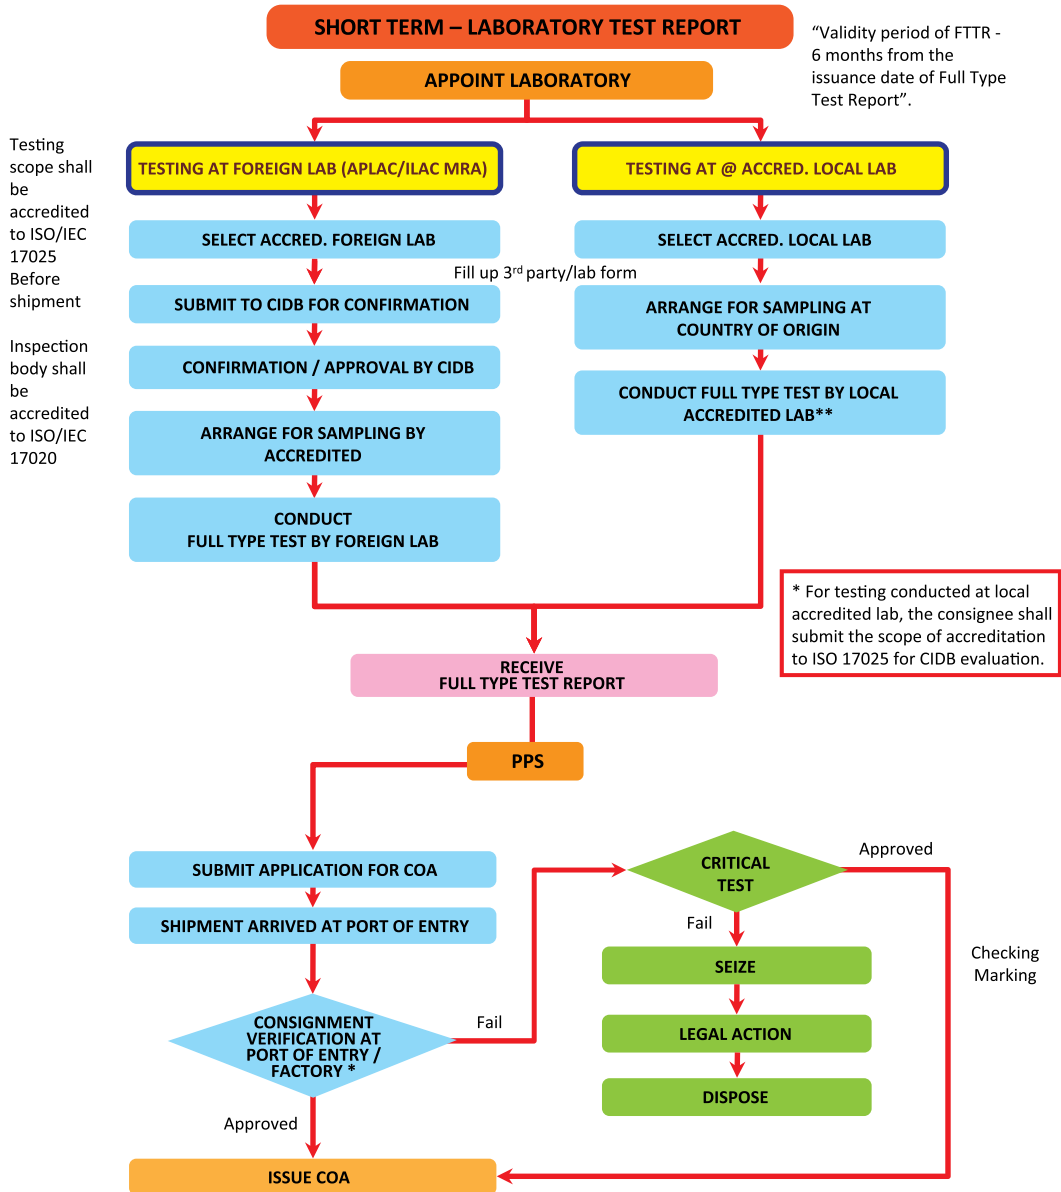 SHORT TERM – LABORATORY TEST REPORT
“Validity period of FTTR -
6 months from the
issuance date of Full Type
Test Report”.
APPOINT LABORATORY
Testing
scope shall
be
accredited
to ISO/IEC
17025
Before
shipment
Inspection
body shall
be
accredited
to ISO/IEC
17020
TESTING AT FOREIGN LAB (APLAC/ILAC MRA)
TESTING AT @ ACCRED. LOCAL LAB
SELECT ACCRED. FOREIGN LAB
SELECT ACCRED. LOCAL LAB
Fill up 3rd party/lab form
SUBMIT TO CIDB FOR CONFIRMATION
ARRANGE FOR SAMPLING AT
COUNTRY OF ORIGIN
CONFIRMATION / APPROVAL BY CIDB
CONDUCT FULL TYPE TEST BY LOCAL
ACCREDITED LAB**
ARRANGE FOR SAMPLING BY
ACCREDITED
CONDUCT
FULL TYPE TEST BY FOREIGN LAB
* For testing conducted at local
accredited lab, the consignee shall
submit the scope of accreditation
to ISO 17025 for CIDB evaluation.
RECEIVE
FULL TYPE TEST REPORT
PPS
SUBMIT APPLICATION FOR COA
SHIPMENT ARRIVED AT PORT OF ENTRY
CONSIGNMENT
VERIFICATION AT
PORT OF ENTRY /
FACTORY *
Fail
Approved
CRITICAL
TEST
Approved
Fail
Checking
Marking
SEIZE
LEGAL ACTION
DISPOSE
ISSUE COA